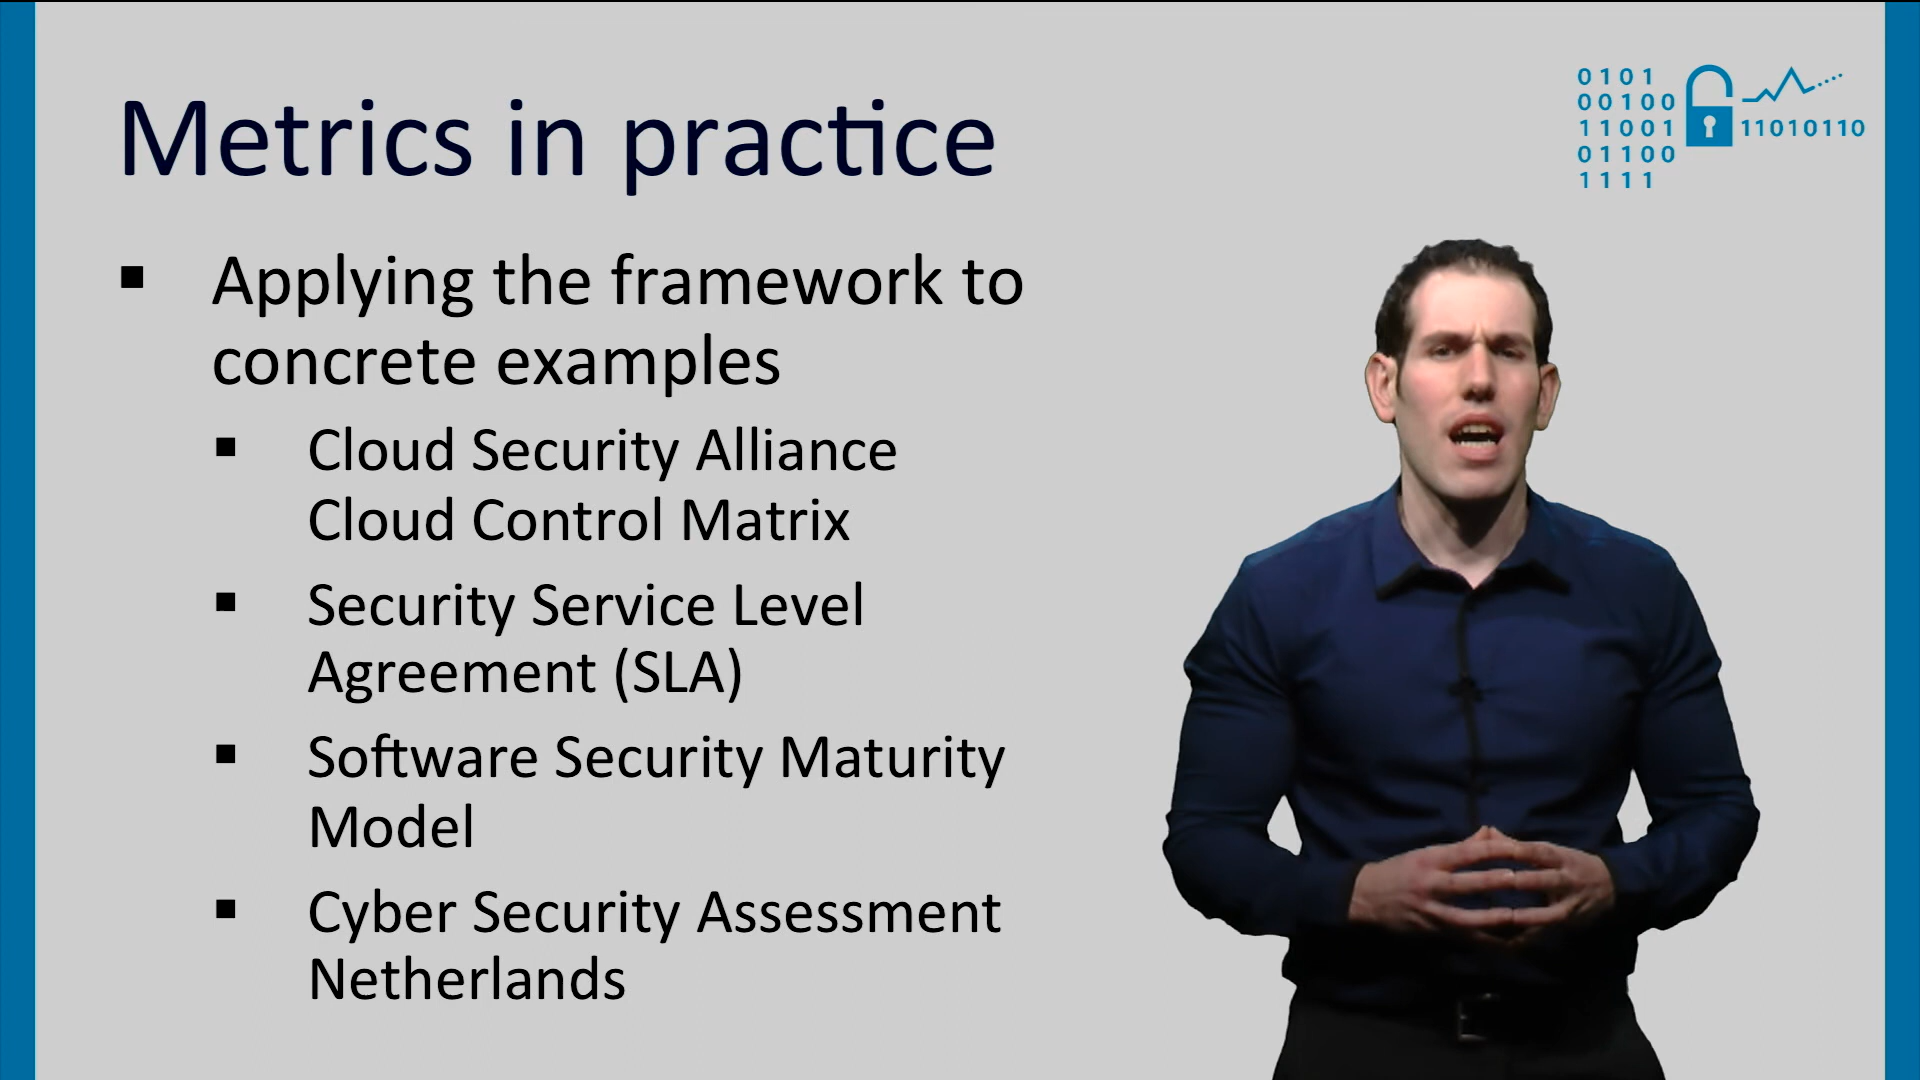 Metrics in practice
0101
00100
11001
01100
1111
11010110
▪ Applying the framework to
concrete examples
▪ Cloud Security Alliance
Cloud Control Matrix
▪ Security Service Level
Agreement (SLA)
▪ Software Security Maturity
Model
▪ Cyber Security Assessment
Netherlands